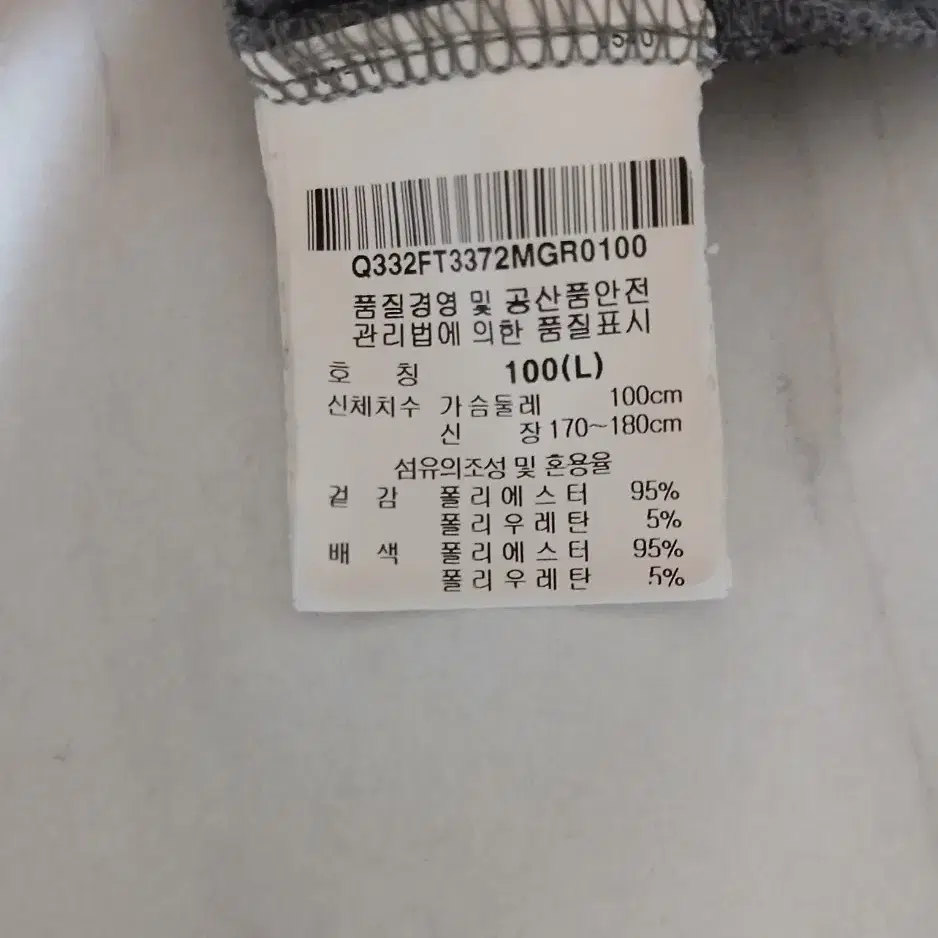 Q332FT3372MGR0100
품질경영 및 공산품안전
관리법에 의한 품질표시
호 칭 100(L)
신체치수 가슴둘레 100cm
신 장 170~180cm
섬유의조성 및 혼용율
겉 감 폴리에스터 95%
폴리우레탄 5%
배 색 폴리에스터 95%
폴리우레탄 5%